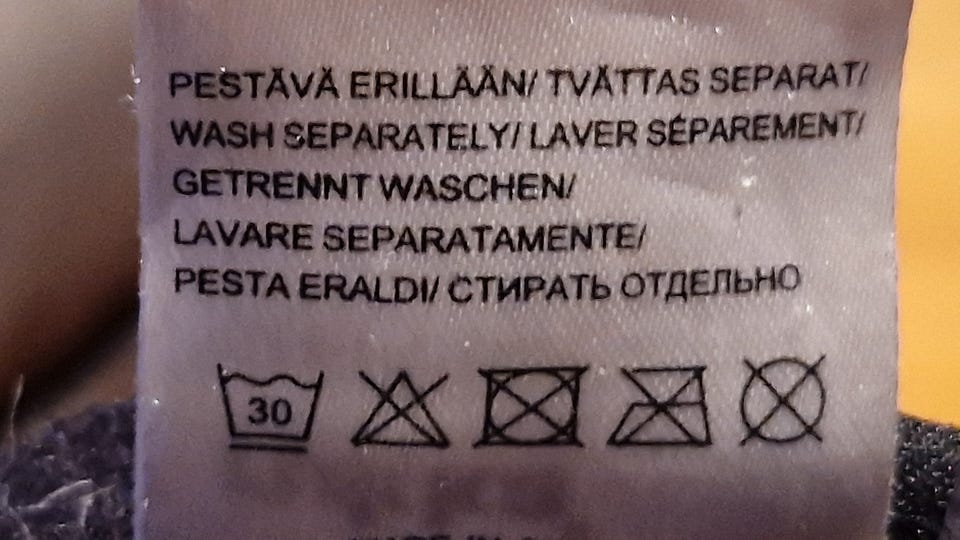 PESTÄVÄ ERILLÄÄN/ TVÄTTAS SEPARAT/
WASH SEPARATELY/ LAVER SÉPAREMENT/
GETRENNT WASCHEN/
LAVARE SEPARATAMENTE/
PESTA ERALDI/ СТИРАТЬ ОТДЕЛЬНО
30